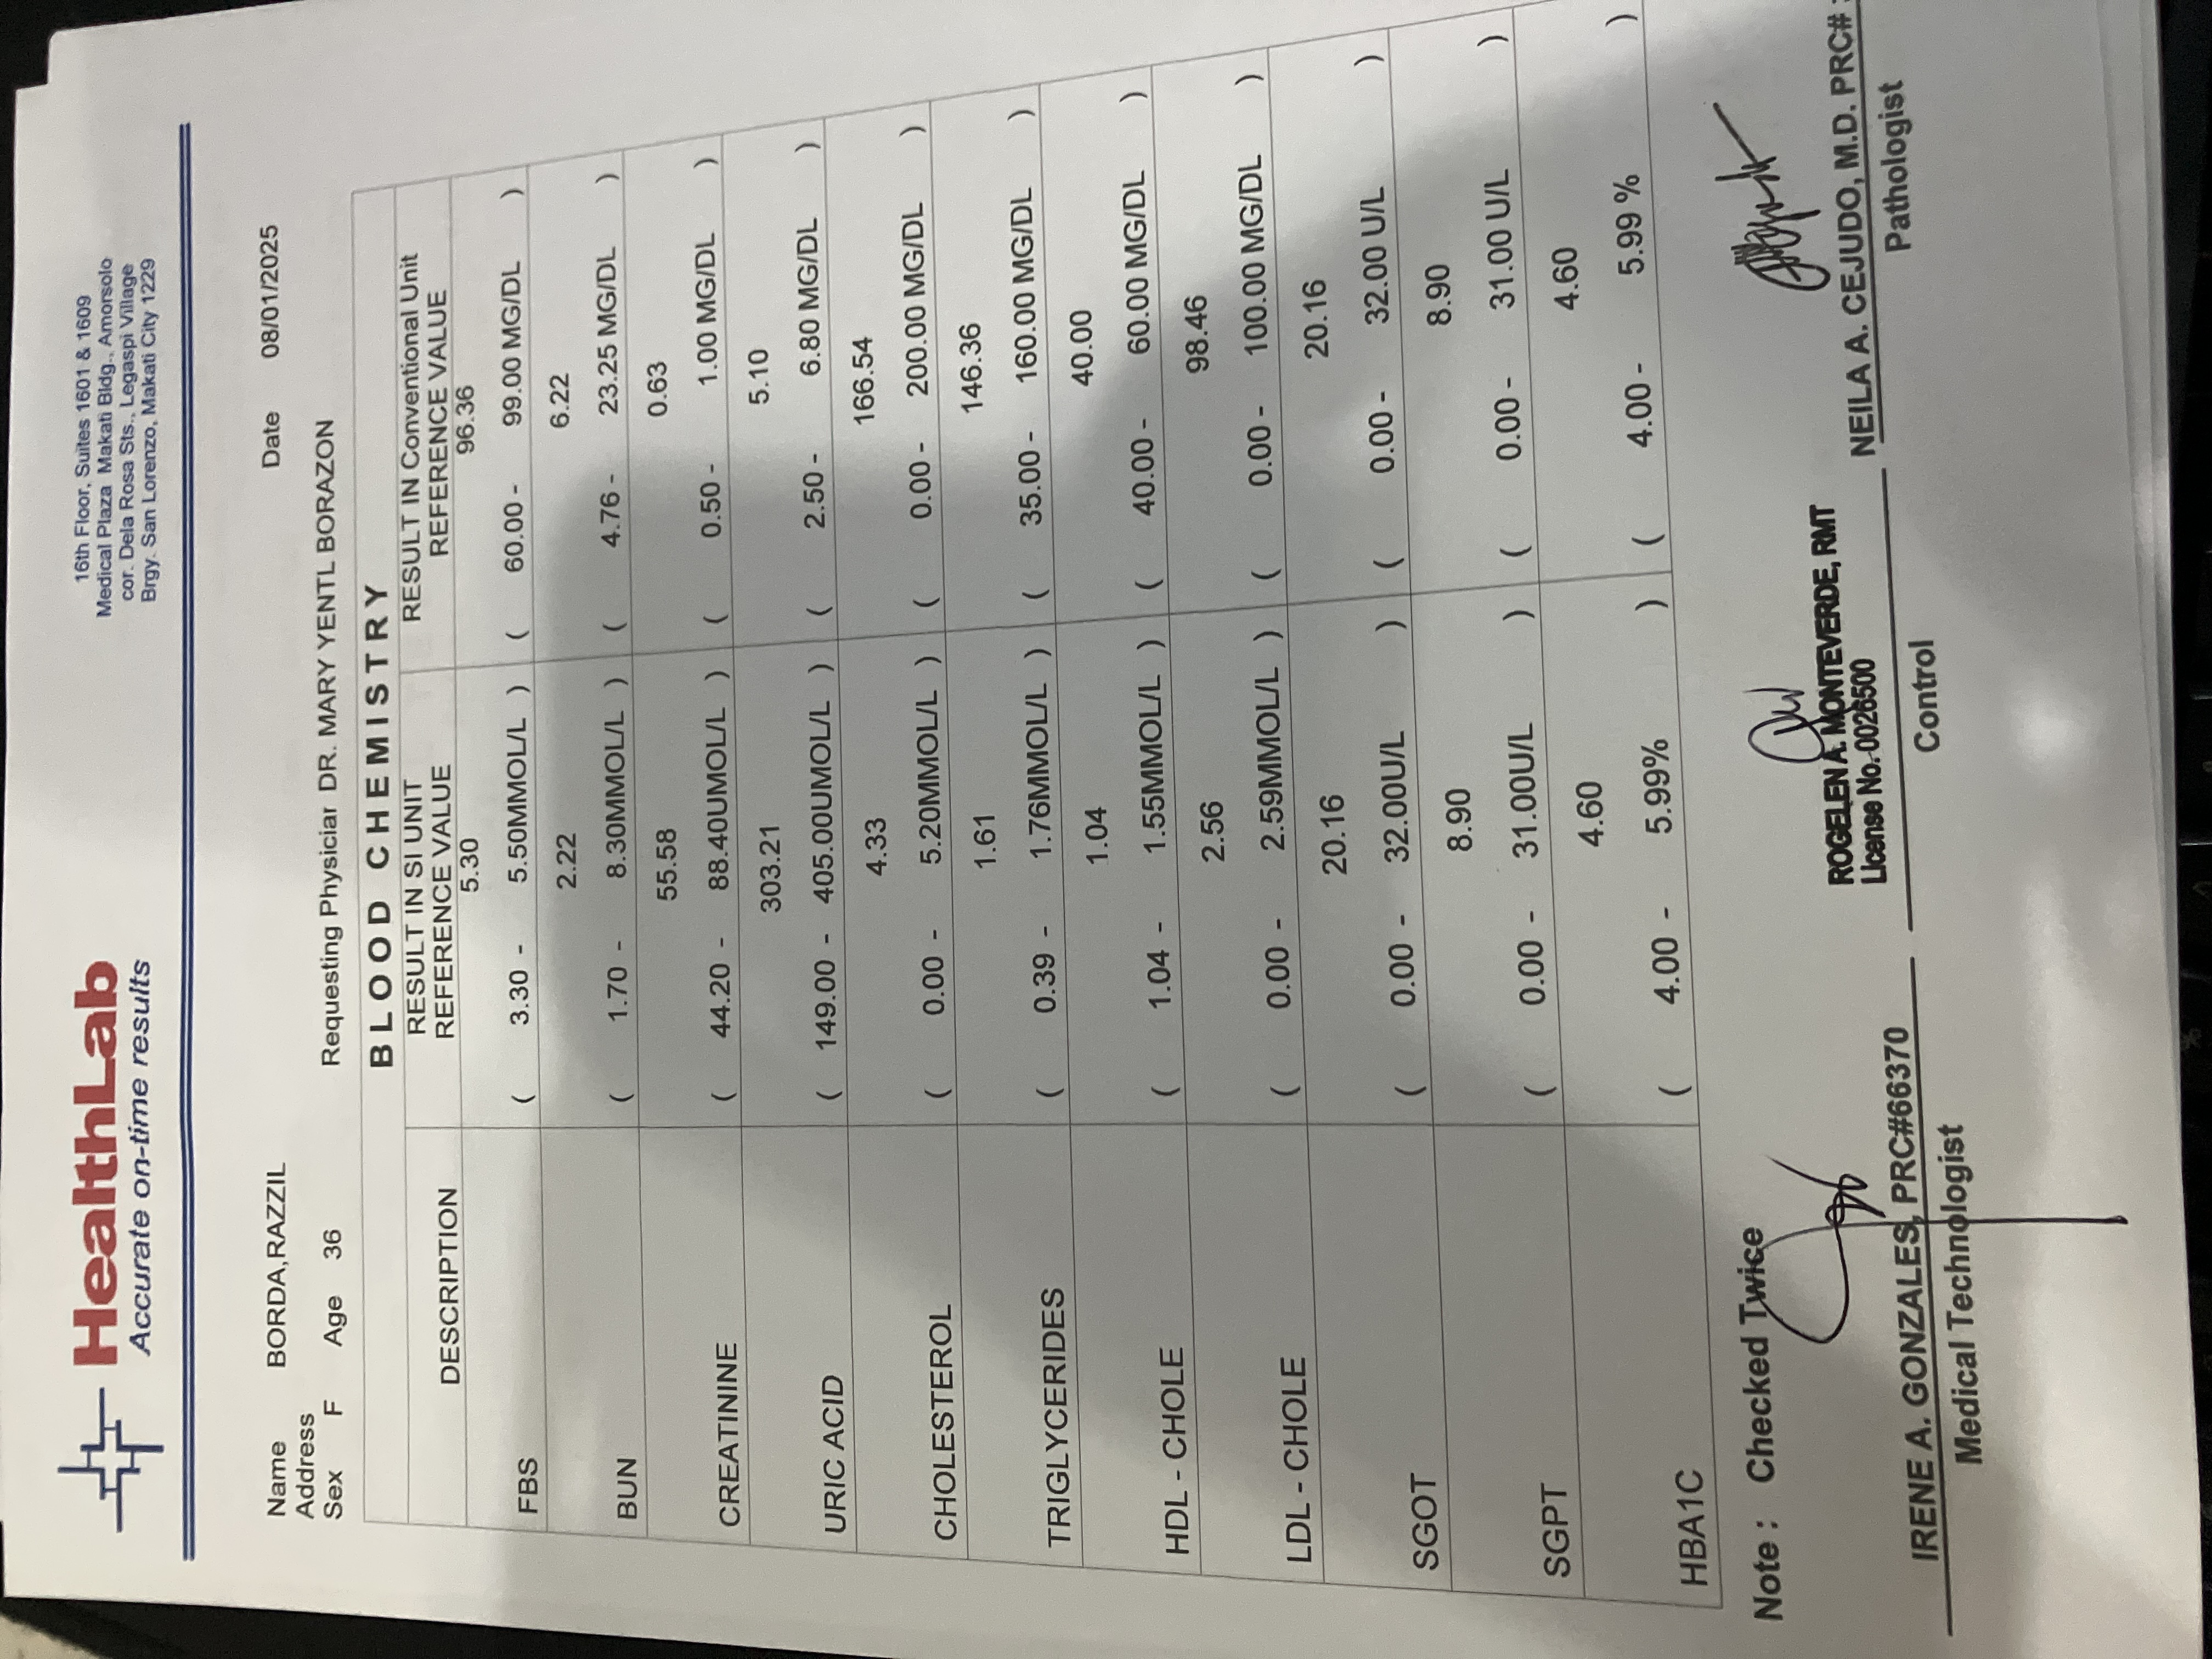 HealthLab
Accurate on-time results
16th Floor, Suites 1601 & 1609
Medical Plaza Makati Bldg., Amorsolo
cor. Dela Rosa Sts., Legaspi Village
Brgy. San Lorenzo, Makati City 1229
Name BORDA,RAZZIL Date 08/01/2025
Address
Sex F Age 36 Requesting Physiciar DR. MARY YENTL BORAZON
BLOOD CHEMISTRY
DESCRIPTION
RESULT IN SI UNIT
REFERENCE VALUE
RESULT IN Conventional Unit
REFERENCE VALUE
5.30 96.36
FBS ( 3.30 - 5.50MMOL/L ) ( 60.00 - 99.00 MG/DL )
2.22 6.22
BUN ( 1.70 - 8.30MMOL/L ) ( 4.76 - 23.25 MG/DL )
55.58 0.63
CREATININE ( 44.20 - 88.40UMOL/L ) ( 0.50 - 1.00 MG/DL )
303.21 5.10
URIC ACID ( 149.00 - 405.00UMOL/L ) ( 2.50 - 6.80 MG/DL )
4.33 166.54
CHOLESTEROL ( 0.00 - 5.20MMOL/L ) ( 0.00 - 200.00 MG/DL )
1.61 146.36
TRIGLYCERIDES ( 0.39 - 1.76MMOL/L ) ( 35.00 - 160.00 MG/DL )
1.04 40.00
HDL - CHOLE ( 1.04 - 1.55MMOL/L ) ( 40.00 - 60.00 MG/DL )
2.56 98.46
LDL - CHOLE ( 0.00 - 2.59MMOL/L ) ( 0.00 - 100.00 MG/DL )
20.16 20.16
SGOT ( 0.00 - 32.00U/L ) ( 0.00 - 32.00 U/L )
8.90 8.90
SGPT ( 0.00 - 31.00U/L ) ( 0.00 - 31.00 U/L )
4.60 4.60
HBA1C ( 4.00 - 5.99% ) ( 4.00 - 5.99 % )
Note : Checked Twice
IRENE A. GONZALES, PRC#66370
Medical Technologist
ROGELEN A. MONTEVERDE, RMT
License No. 0026500
Control
NEILA A. CEJUDO, M.D. PRC#
Pathologist